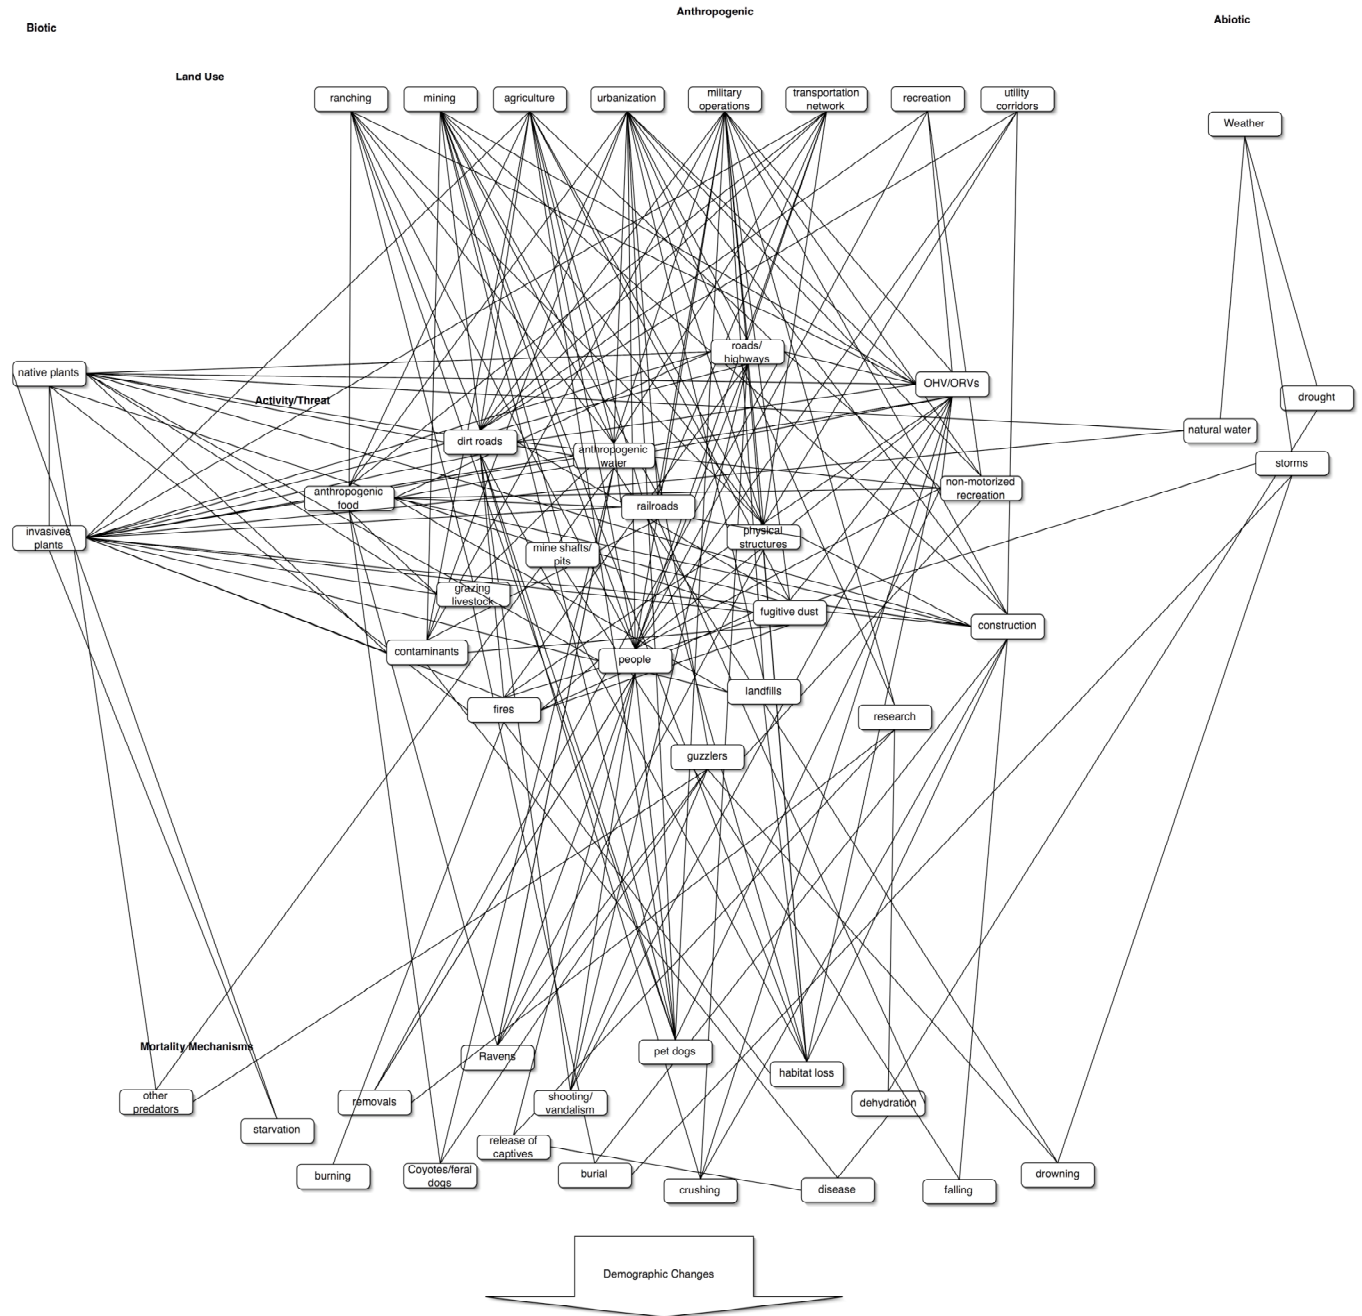 Anthropogenic
Biotic
Abiotic
Land Use
ranching
mining
agriculture
urbanization
military
operations
transportation
network
recreation
utility
corridors
Weather
roads/
highways
native plants
OHV/ORVs
drought
Activity/Threat
natural water
dirt roads
anthropogenic
water
storms
non-motorized
recreation
anthropogenic
food
railroads
invasives
plants
physical
structures
mine shafts/
pits
grazing
livestock
fugitive dust
construction
contaminants
people
landfills
fires
research
guzzlers
Mortality Mechanisms
Ravens
pet dogs
habitat loss
other
predators
removals
shooting/
vandalism
dehydration
starvation
release of
captives
burning
Coyotes/feral
dogs
burial
crushing
disease
falling
drowning
Demographic Changes